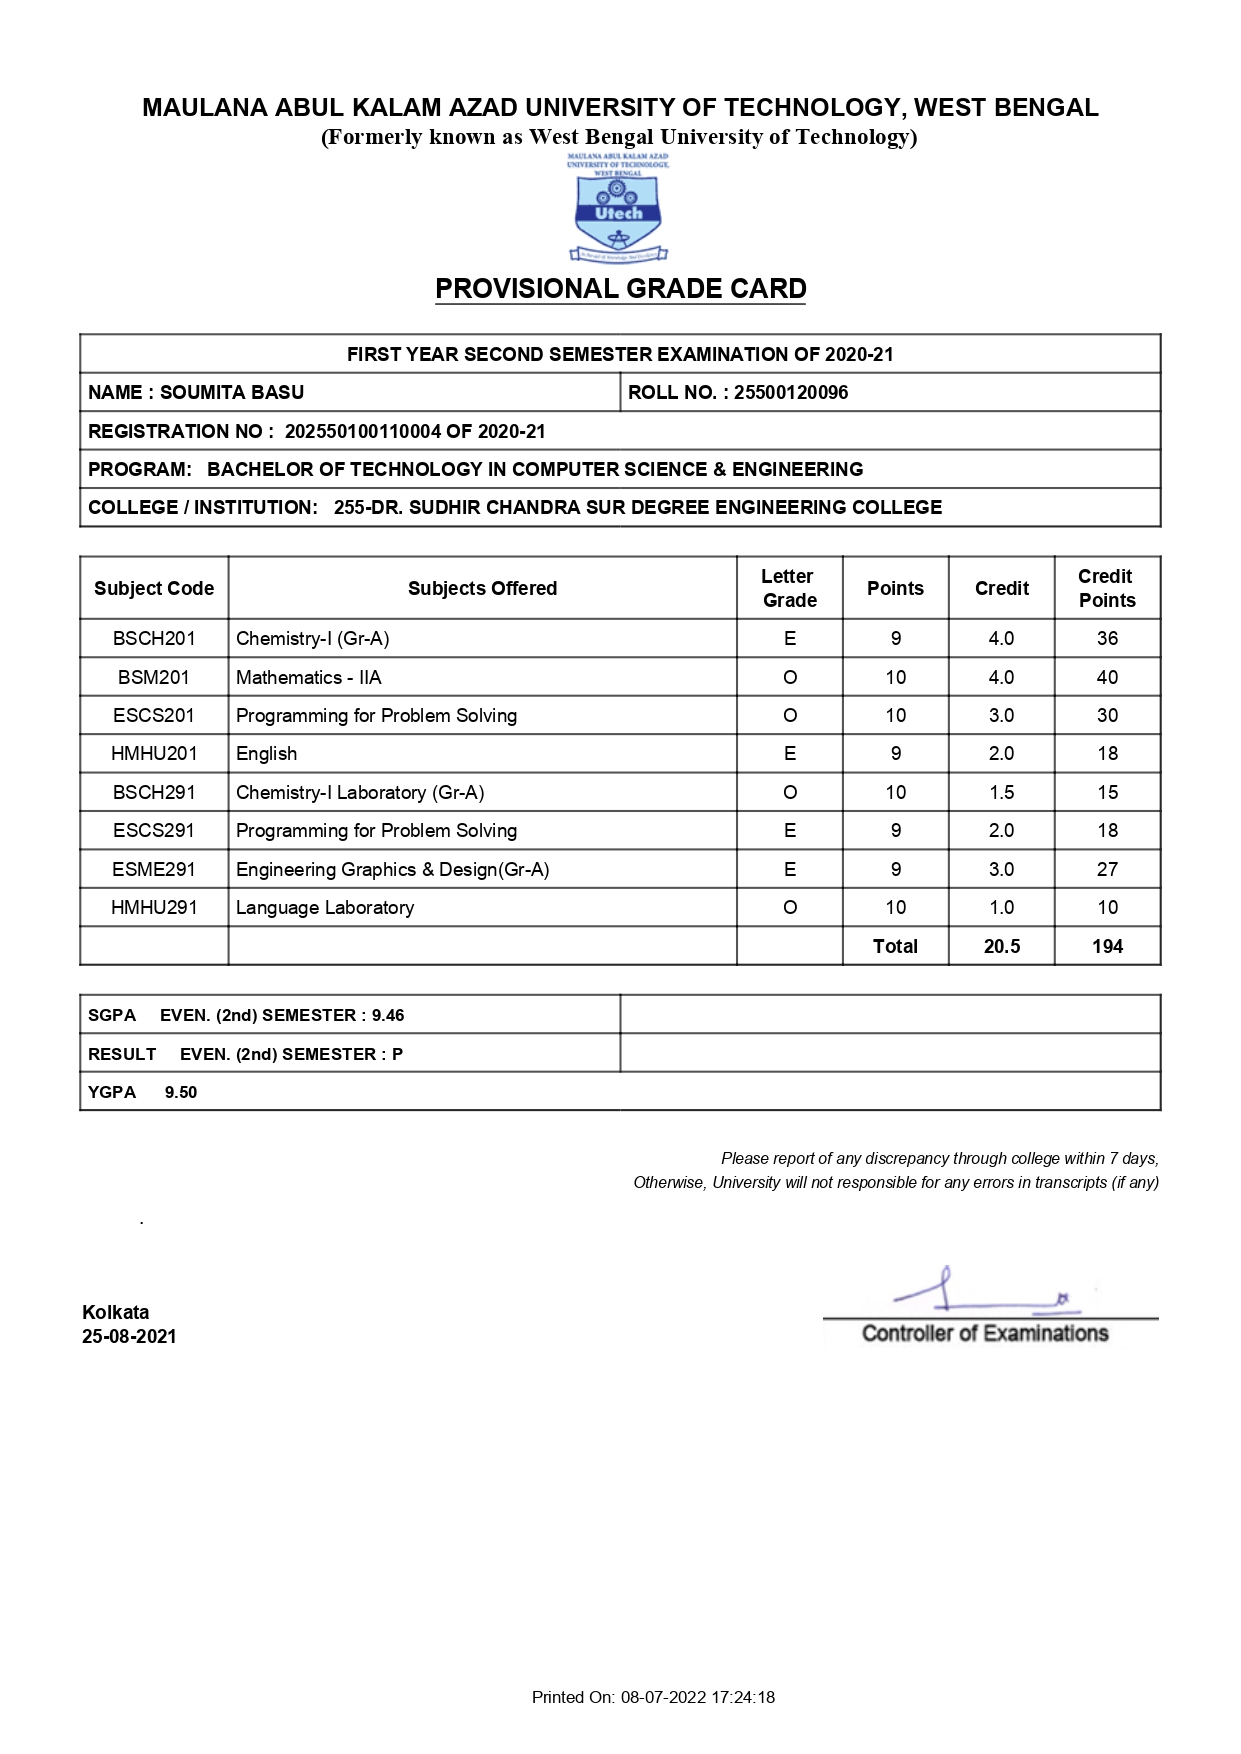 MAULANA ABUL KALAM AZAD UNIVERSITY OF TECHNOLOGY, WEST BENGAL
(Formerly known as West Bengal University of Technology)
MAULANA ABUL KALAM AZAD
UNIVERSITY OF TECHNOLOGY,
WEST BENGAL
Utech
In Pursuit of Knowledge And Excellence
PROVISIONAL GRADE CARD
FIRST YEAR SECOND SEMESTER EXAMINATION OF 2020-21
NAME : SOUMITA BASU ROLL NO. : 25500120096
REGISTRATION NO : 202550100110004 OF 2020-21
PROGRAM: BACHELOR OF TECHNOLOGY IN COMPUTER SCIENCE & ENGINEERING
COLLEGE / INSTITUTION: 255-DR. SUDHIR CHANDRA SUR DEGREE ENGINEERING COLLEGE
Subject Code Subjects Offered Letter Grade Points Credit Credit Points
BSCH201 Chemistry-I (Gr-A) E 9 4.0 36
BSM201 Mathematics - IIA O 10 4.0 40
ESCS201 Programming for Problem Solving O 10 3.0 30
HMHU201 English E 9 2.0 18
BSCH291 Chemistry-I Laboratory (Gr-A) O 10 1.5 15
ESCS291 Programming for Problem Solving E 9 2.0 18
ESME291 Engineering Graphics & Design(Gr-A) E 9 3.0 27
HMHU291 Language Laboratory O 10 1.0 10
Total 20.5 194
SGPA EVEN. (2nd) SEMESTER : 9.46
RESULT EVEN. (2nd) SEMESTER : P
YGPA 9.50
Please report of any discrepancy through college within 7 days,
Otherwise, University will not responsible for any errors in transcripts (if any)
.
Kolkata
25-08-2021
Controller of Examinations
Printed On: 08-07-2022 17:24:18